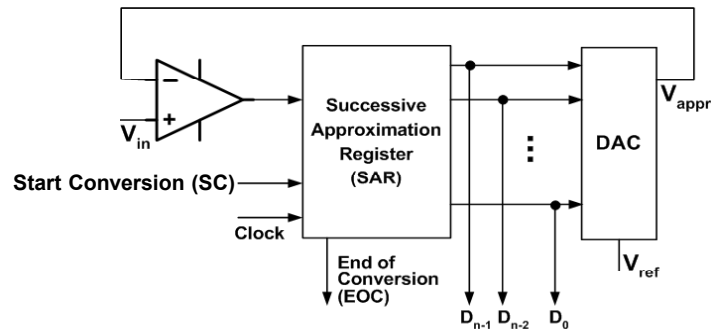 −
+
V_in
Successive
Approximation
Register
(SAR)
DAC
V_appr
Start Conversion (SC)
Clock
End of
Conversion
(EOC)
V_ref
D_n-1 D_n-2 D_0